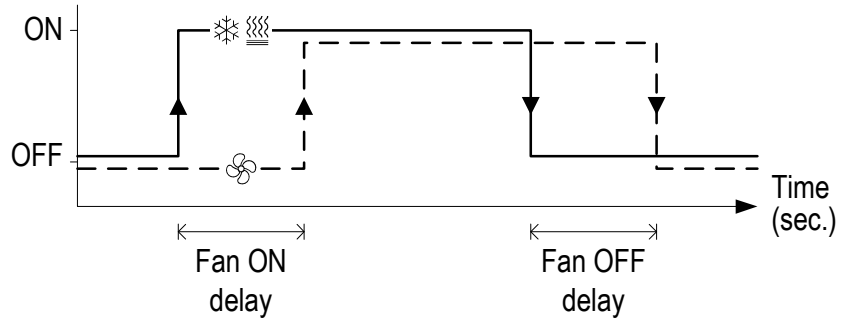 ON
OFF
Time
(sec.)
Fan ON
delay
Fan OFF
delay